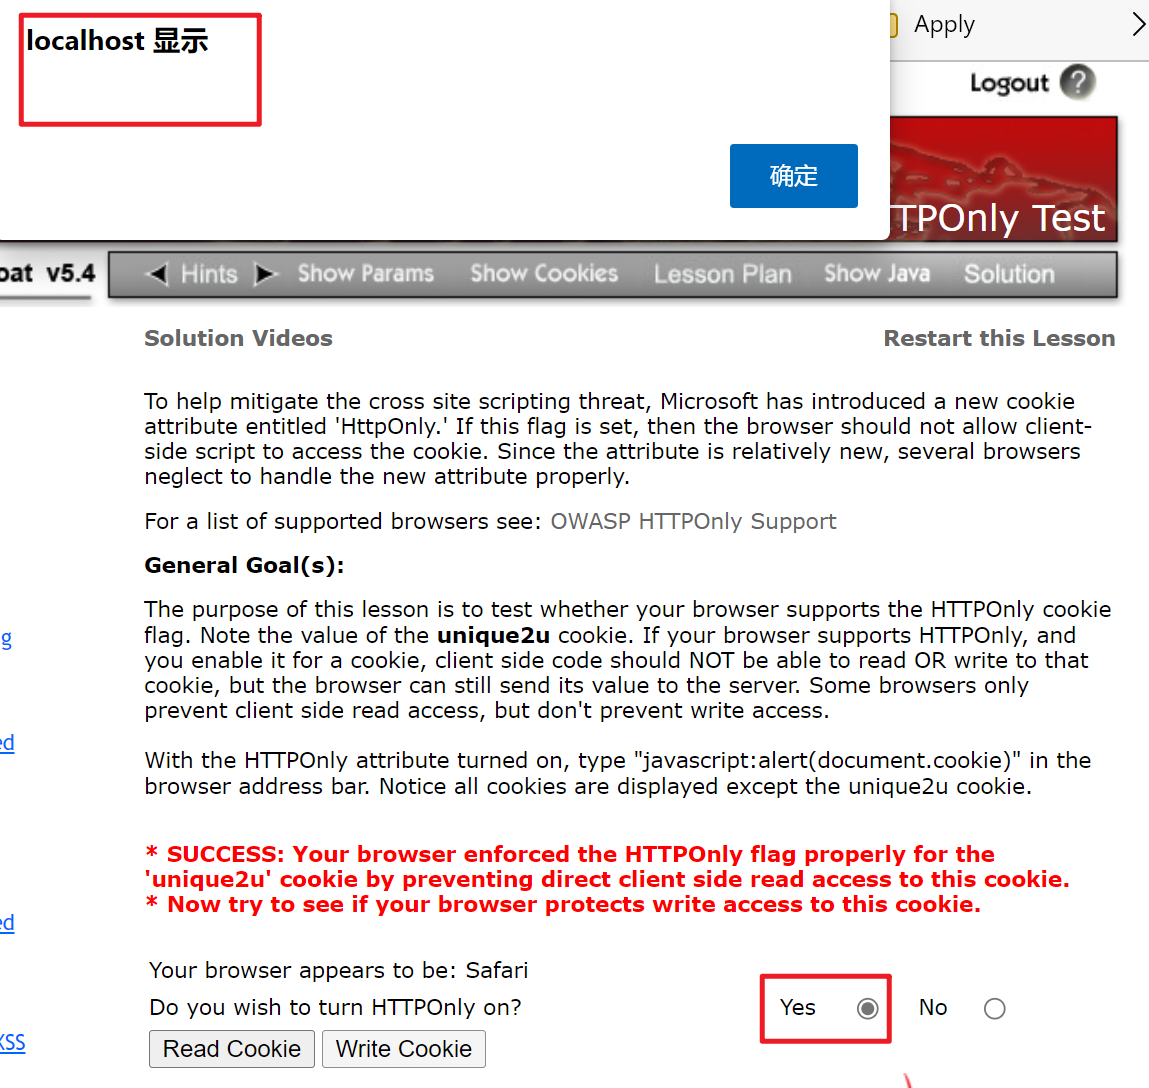 localhost 显示
Apply
Logout ?
确定
TPOnly Test
oat v5.4
Hints Show Params Show Cookies Lesson Plan Show Java Solution
Solution Videos Restart this Lesson
To help mitigate the cross site scripting threat, Microsoft has introduced a new cookie
attribute entitled 'HttpOnly.' If this flag is set, then the browser should not allow client-
side script to access the cookie. Since the attribute is relatively new, several browsers
neglect to handle the new attribute properly.
For a list of supported browsers see: OWASP HTTPOnly Support
General Goal(s):
The purpose of this lesson is to test whether your browser supports the HTTPOnly cookie
flag. Note the value of the unique2u cookie. If your browser supports HTTPOnly, and
you enable it for a cookie, client side code should NOT be able to read OR write to that
cookie, but the browser can still send its value to the server. Some browsers only
prevent client side read access, but don't prevent write access.
With the HTTPOnly attribute turned on, type "javascript:alert(document.cookie)" in the
browser address bar. Notice all cookies are displayed except the unique2u cookie.
* SUCCESS: Your browser enforced the HTTPOnly flag properly for the
'unique2u' cookie by preventing direct client side read access to this cookie.
* Now try to see if your browser protects write access to this cookie.
Your browser appears to be: Safari
Do you wish to turn HTTPOnly on? Yes No
Read Cookie Write Cookie
g
ed
ed
XSS